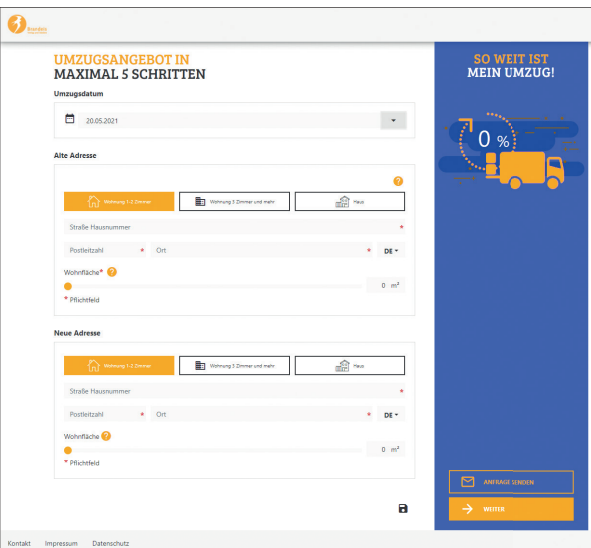 UMZUGSANGEBOT IN
MAXIMAL 5 SCHRITTEN
Umzugsdatum
20.05.2021
Alte Adresse
?
Wohnung 1-2 Zimmer
Wohnung 3 Zimmer und mehr
Haus
Straße Hausnummer *
Postleitzahl * Ort * DE
Wohnfläche* ?
0 m²
* Pflichtfeld
Neue Adresse
Wohnung 1-2 Zimmer
Wohnung 3 Zimmer und mehr
Haus
Straße Hausnummer *
Postleitzahl * Ort * DE
Wohnfläche ?
0 m²
* Pflichtfeld
SO WEIT IST
MEIN UMZUG!
0 %
ANFRAGE SENDEN
WEITER
Kontakt Impressum Datenschutz